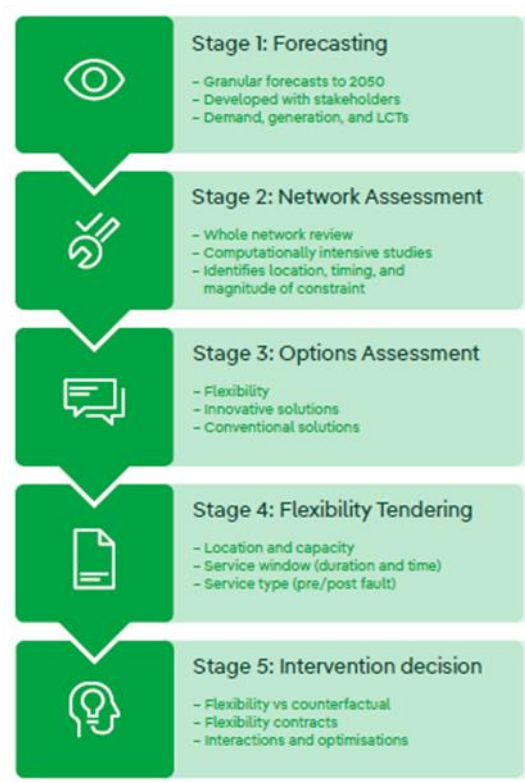 Stage 1: Forecasting
– Granular forecasts to 2050
– Developed with stakeholders
– Demand, generation, and LCTs
Stage 2: Network Assessment
– Whole network review
– Computationally intensive studies
– Identifies location, timing, and
magnitude of constraint
Stage 3: Options Assessment
– Flexibility
– Innovative solutions
– Conventional solutions
Stage 4: Flexibility Tendering
– Location and capacity
– Service window (duration and time)
– Service type (pre/post fault)
Stage 5: Intervention decision
– Flexibility vs counterfactual
– Flexibility contracts
– Interactions and optimisations